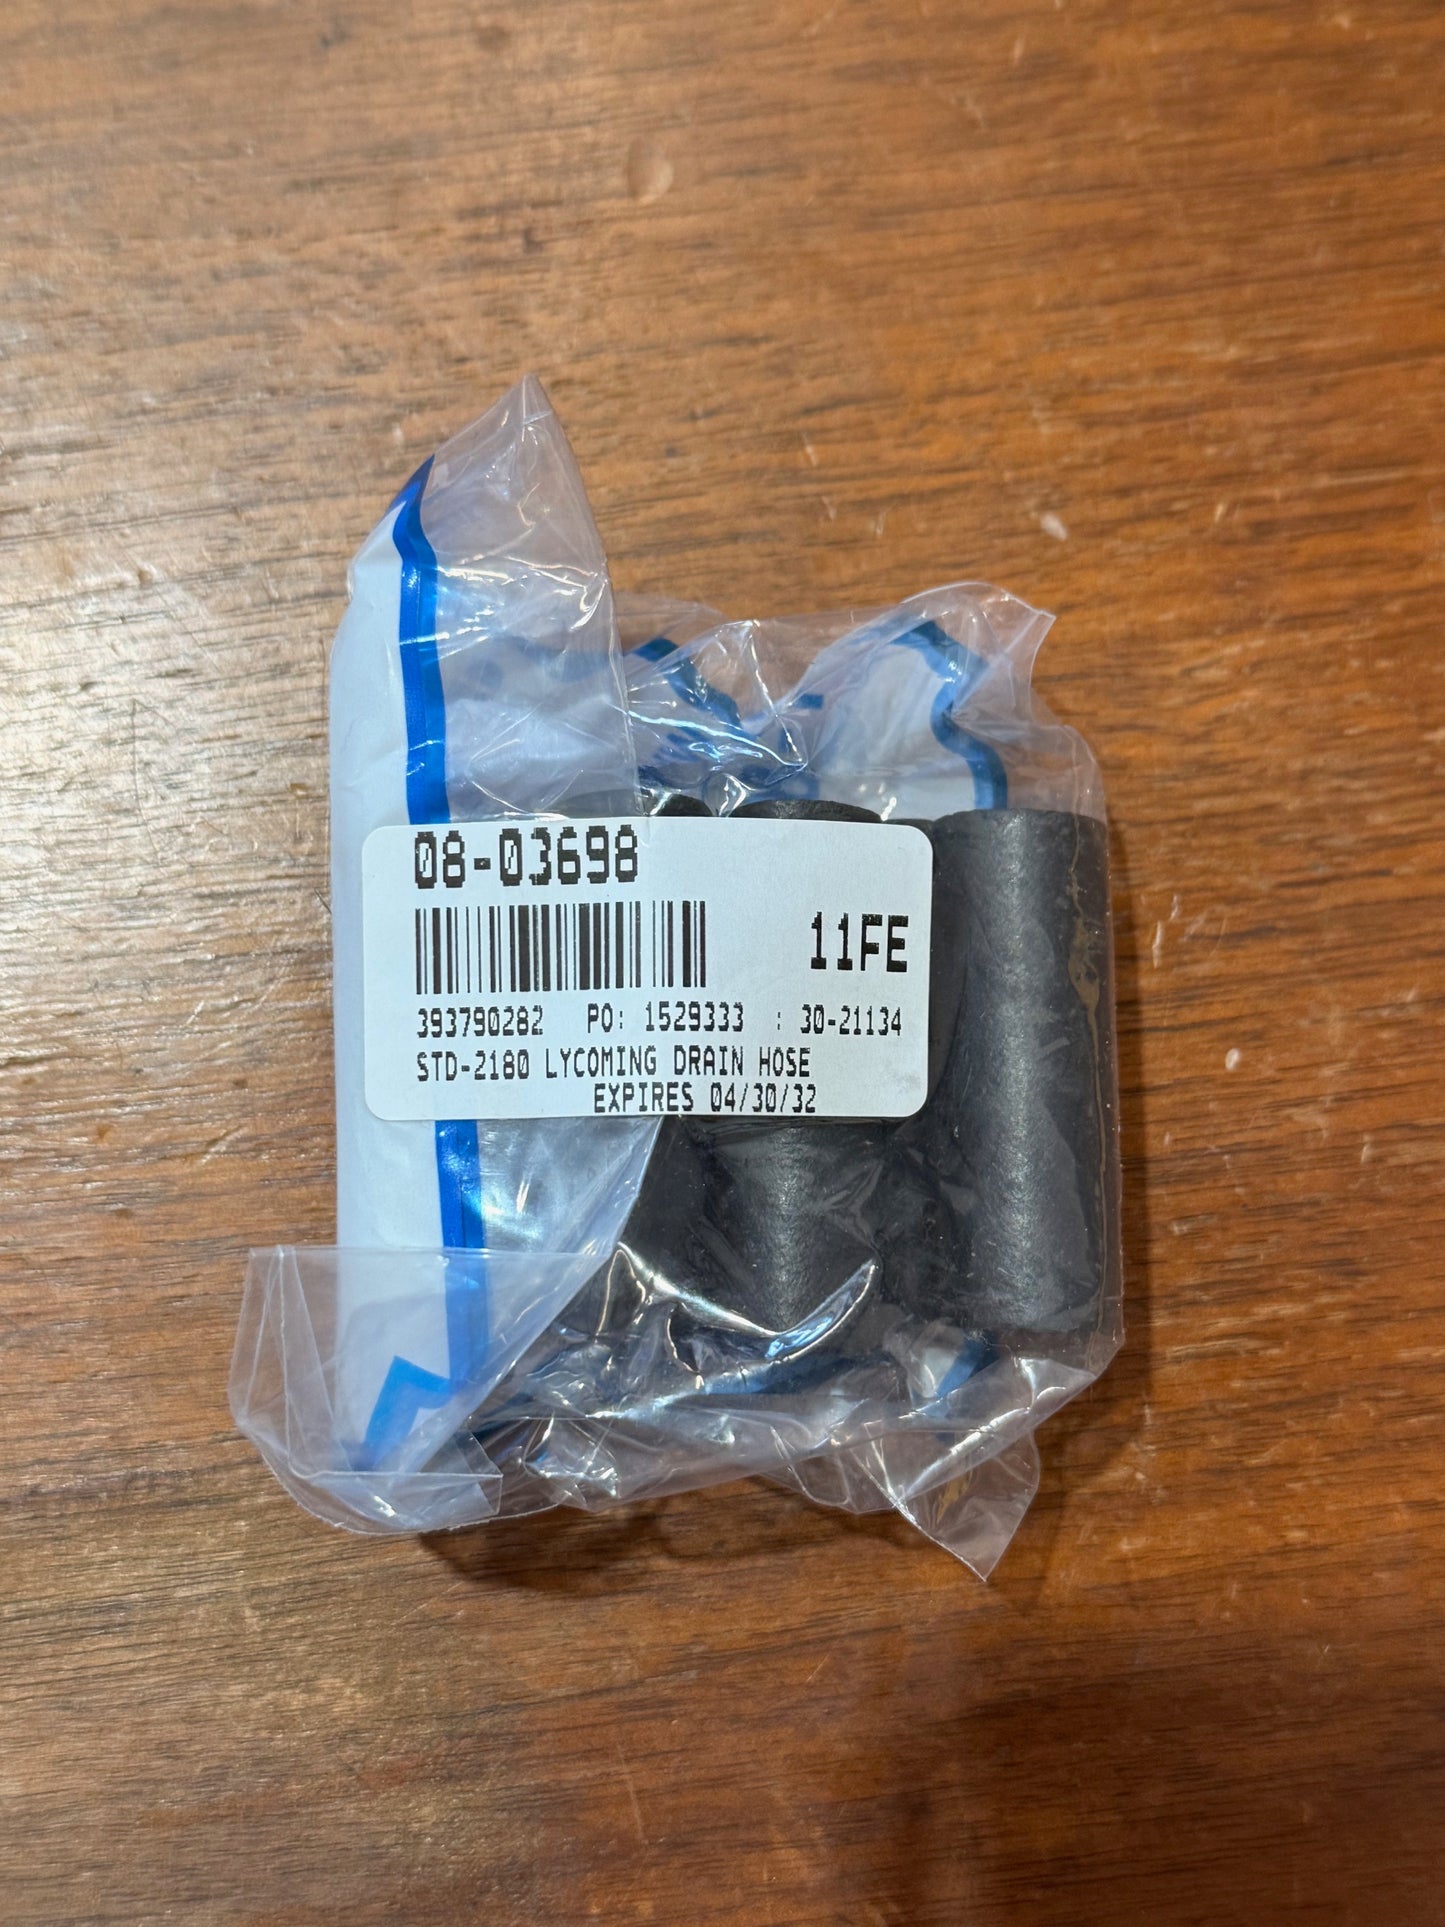 08-03698
11FE
393790282 PO: 1529333 : 30-21134
STD-2180 LYCOMING DRAIN HOSE
EXPIRES 04/30/32